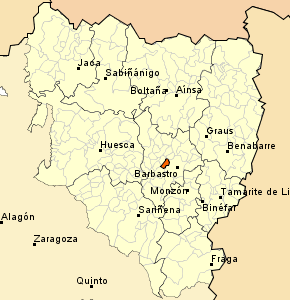 Jaca
Sabiñánigo
Boltaña
Aínsa
Graus
Huesca
Benabarre
Barbastro
Monzón
Tamarite de Li
Binéfar
Sariñena
Alagón
Zaragoza
Fraga
Quinto